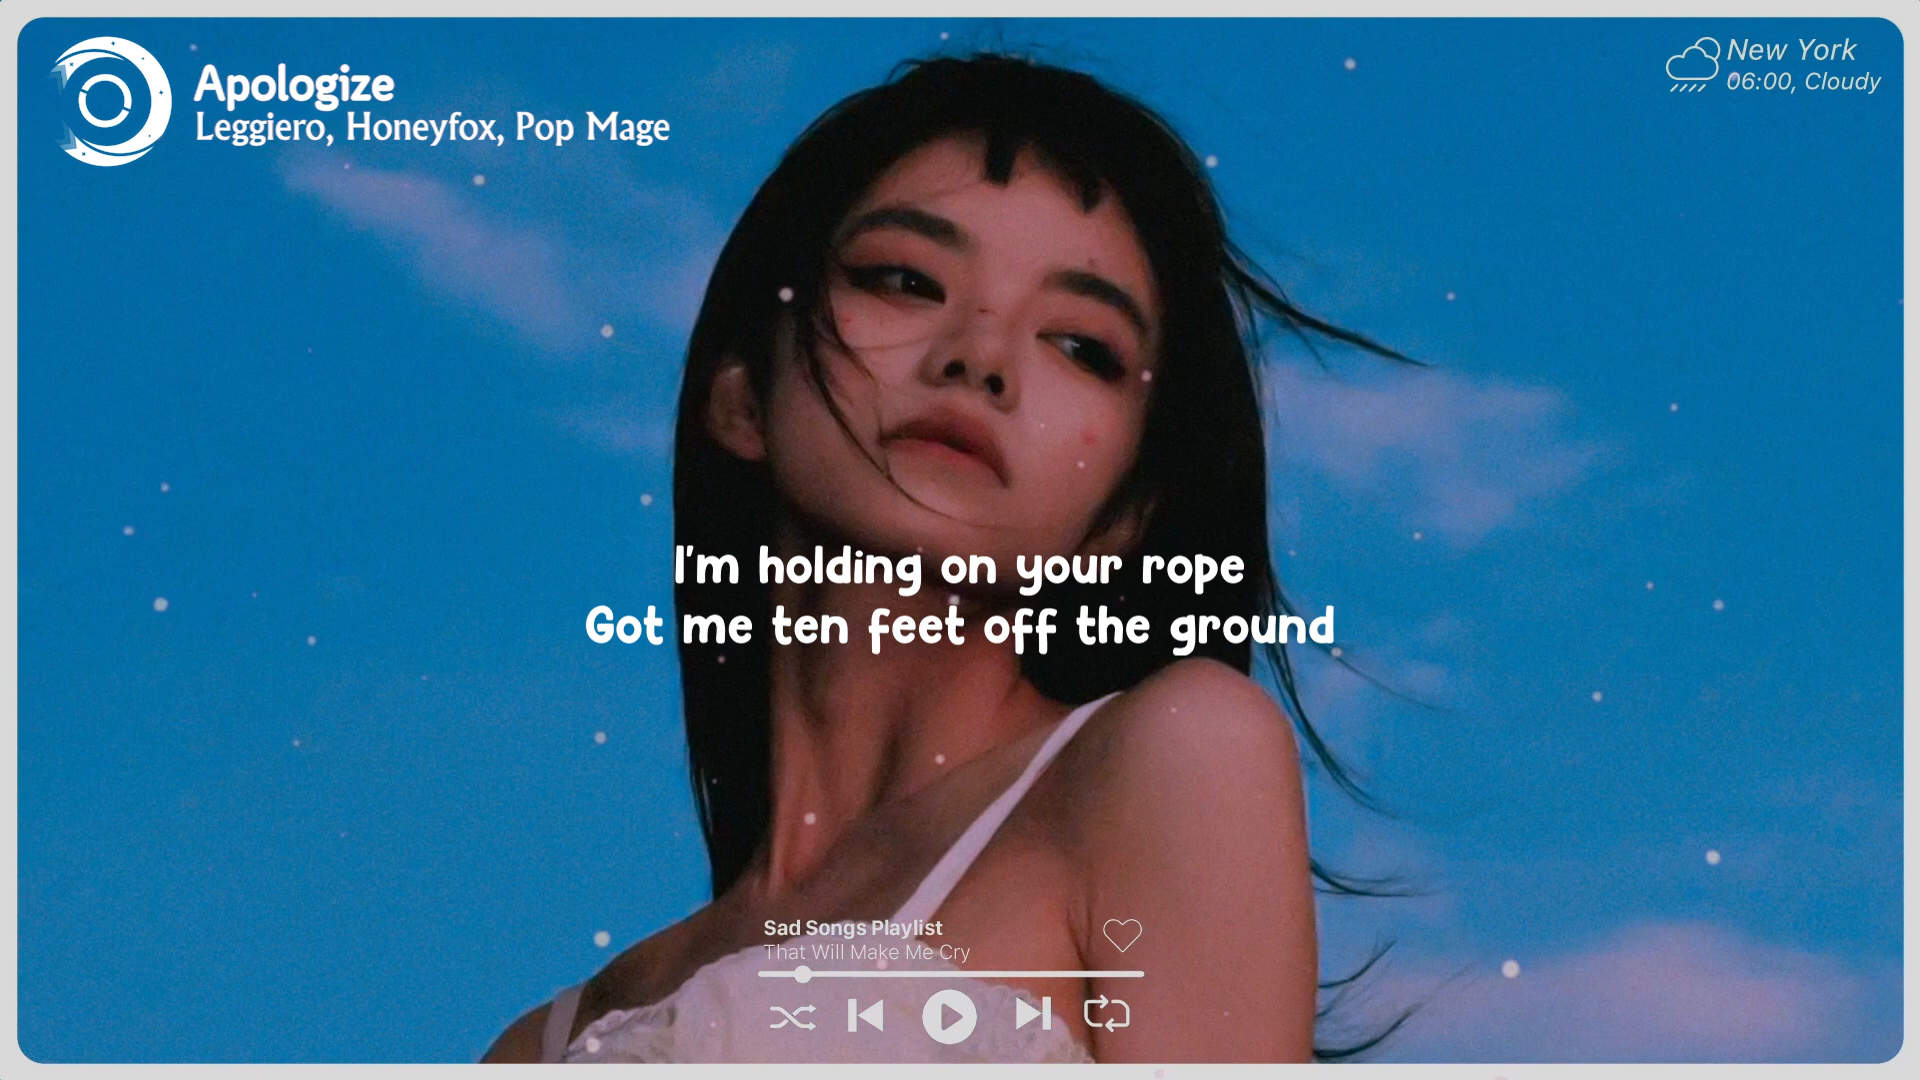 Apologize
Leggiero, Honeyfox, Pop Mage
New York
06:00, Cloudy
I'm holding on your rope
Got me ten feet off the ground
Sad Songs Playlist
That Will Make Me Cry